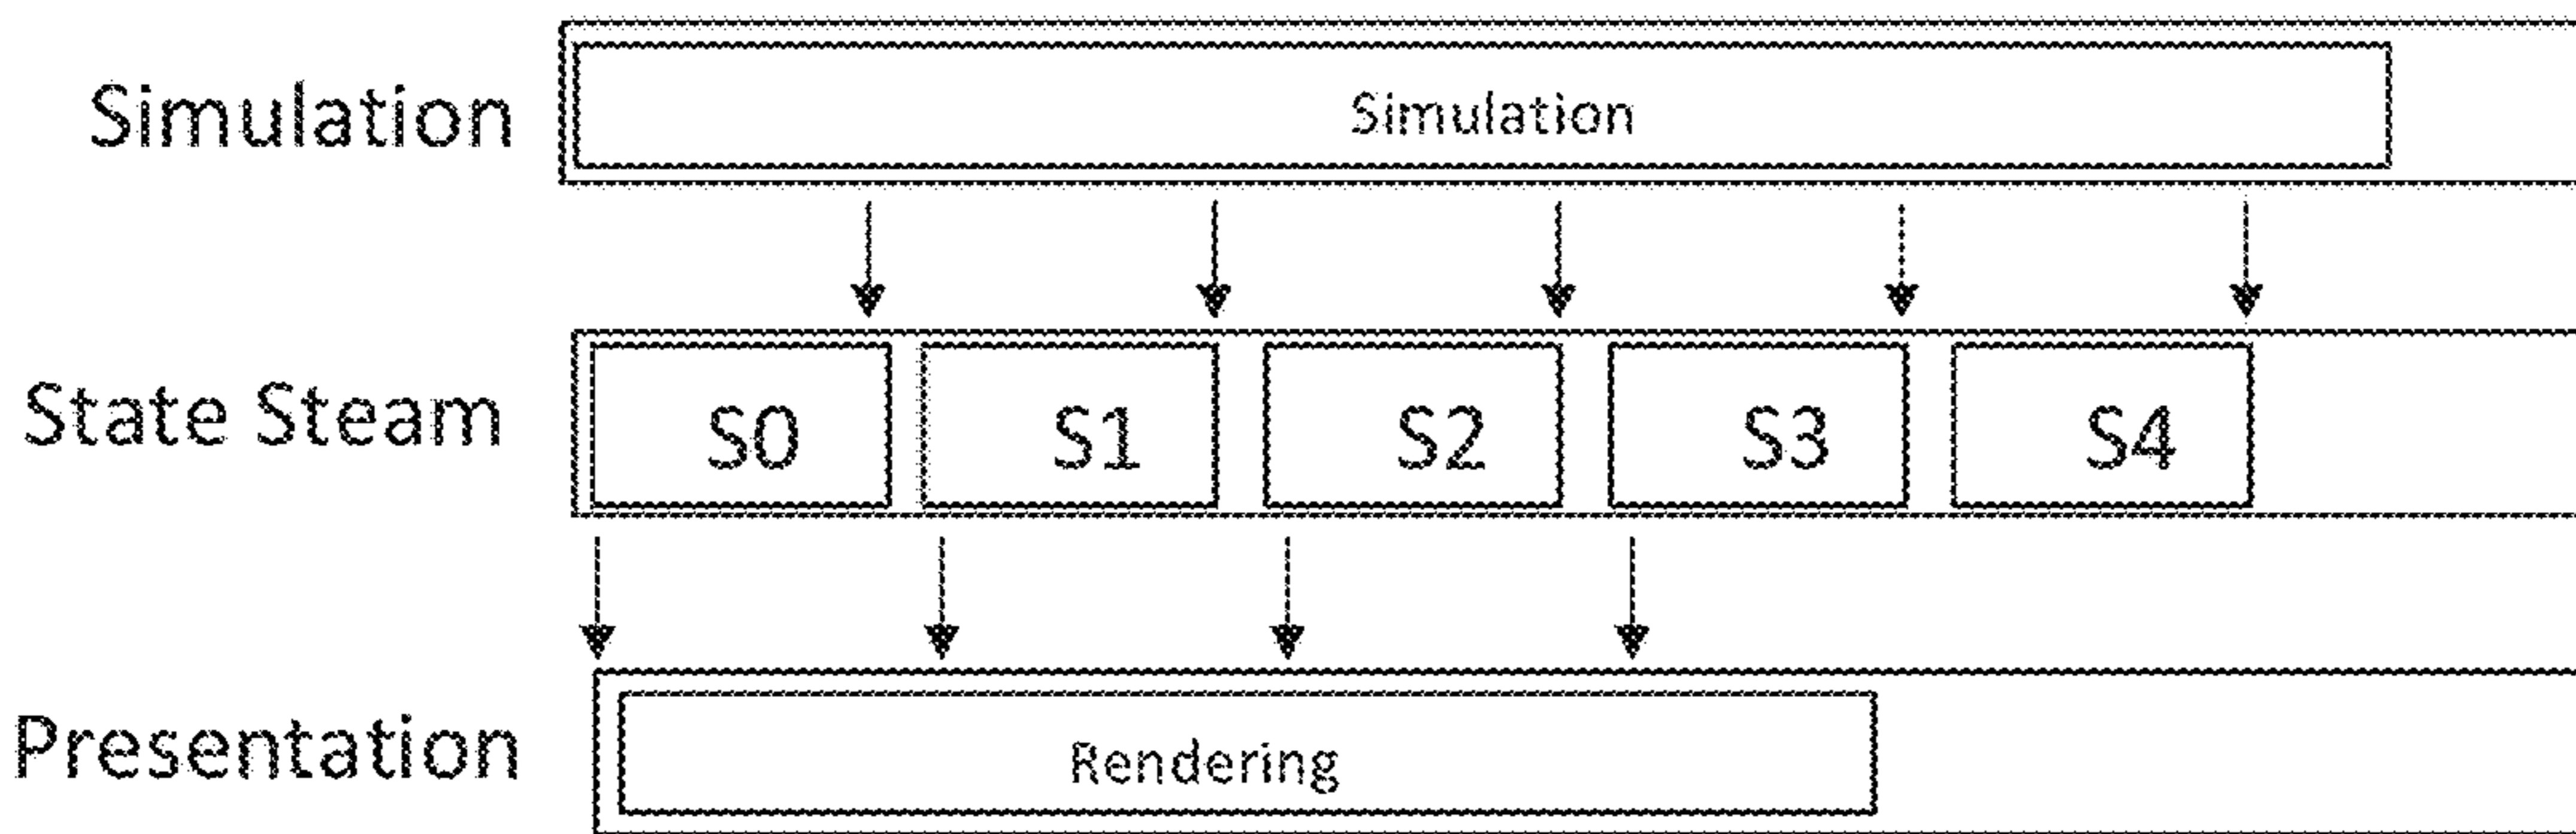 Simulation
Simulation
State Steam
S0
S1
S2
S3
S4
Presentation
Rendering